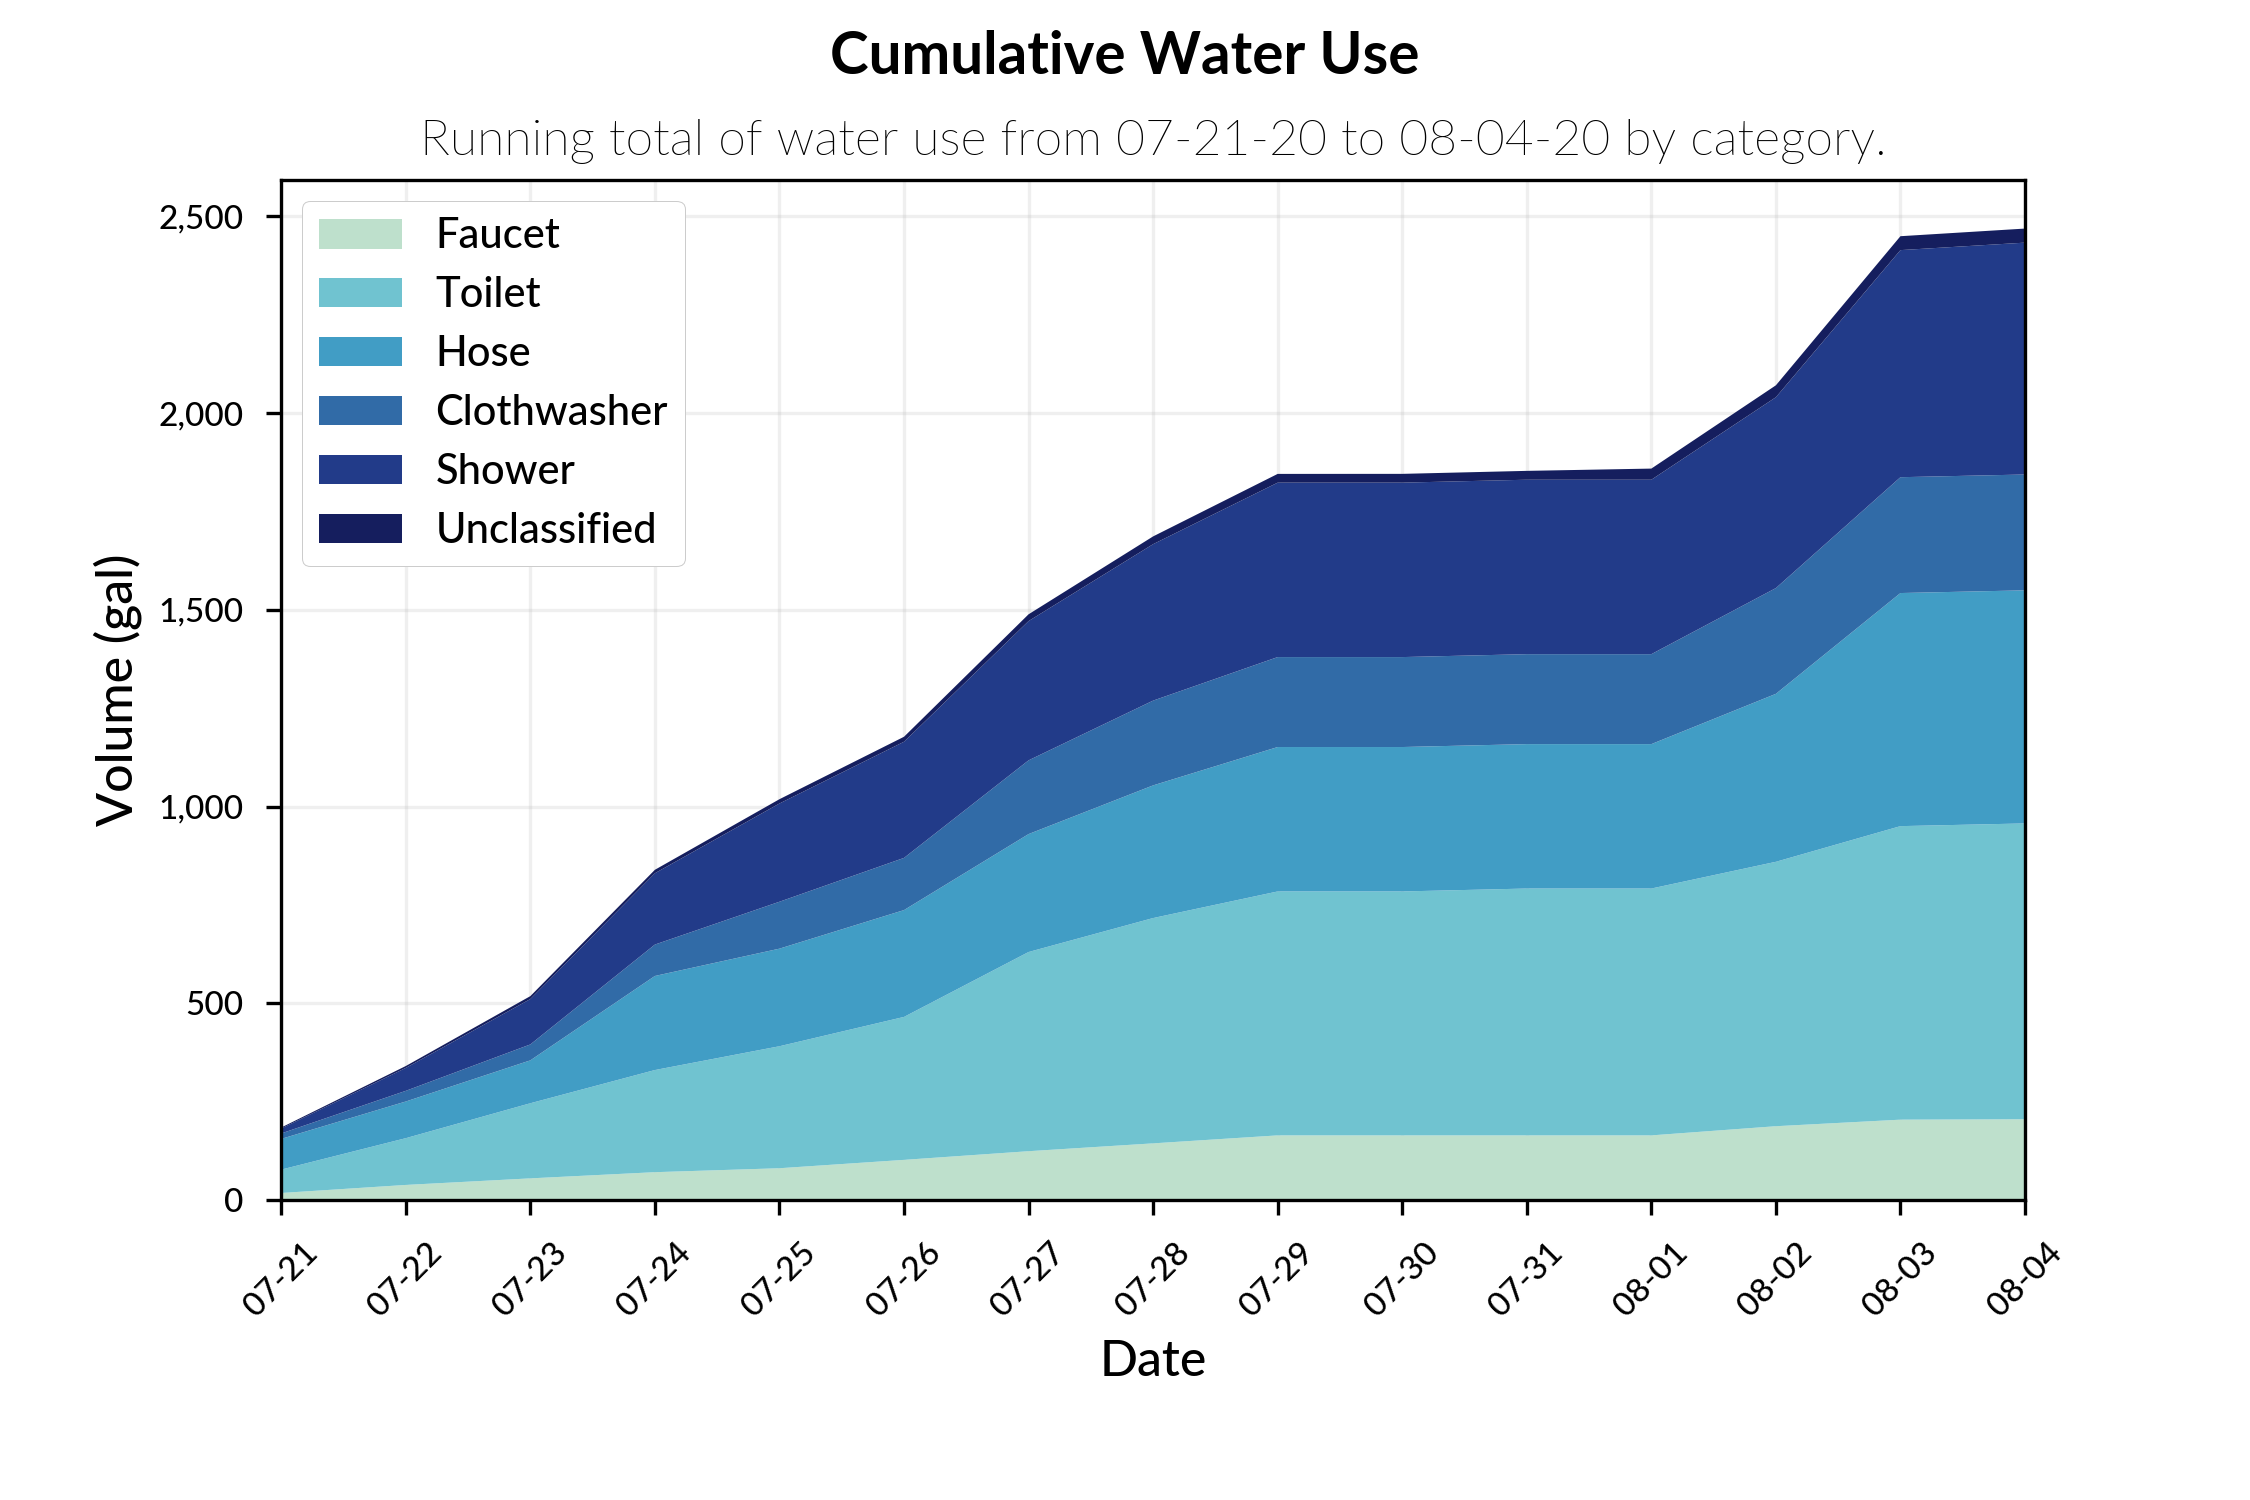 Cumulative Water Use
Running total of water use from 07-21-20 to 08-04-20 by category.
Faucet
Toilet
Hose
Clothwasher
Shower
Unclassified
Volume (gal)
2,500
2,000
1,500
1,000
500
0
07-21
07-22
07-23
07-24
07-25
07-26
07-27
07-28
07-29
07-30
07-31
08-01
08-02
08-03
08-04
Date